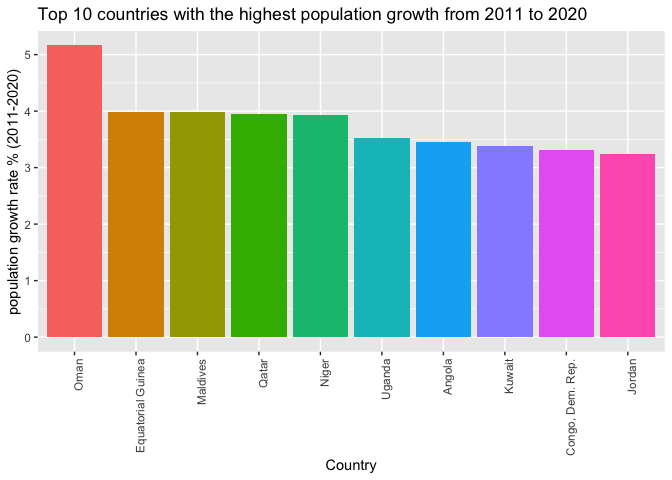 Top 10 countries with the highest population growth from 2011 to 2020
population growth rate % (2011-2020)
5
4
3
2
1
0
Oman
Equatorial Guinea
Maldives
Qatar
Niger
Uganda
Angola
Kuwait
Congo, Dem. Rep.
Jordan
Country